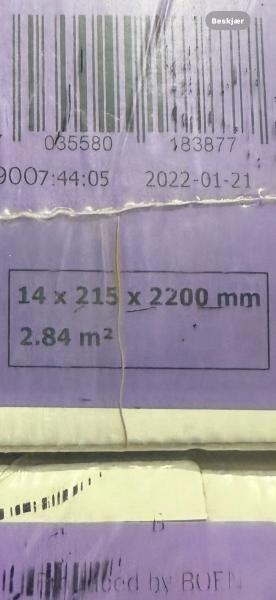 Beskjær
035580 183877
9007:44:05 2022-01-21
14 x 215 x 2200 mm
2.84 m²